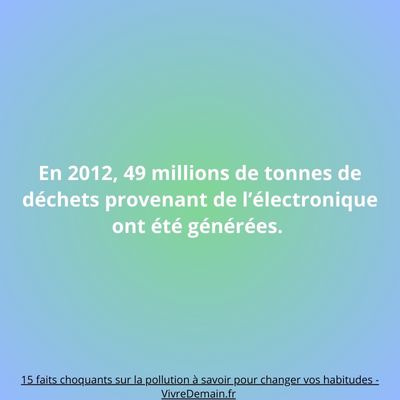 En 2012, 49 millions de tonnes de
déchets provenant de l’électronique
ont été générées.
15 faits choquants sur la pollution à savoir pour changer vos habitudes -
VivreDemain.fr